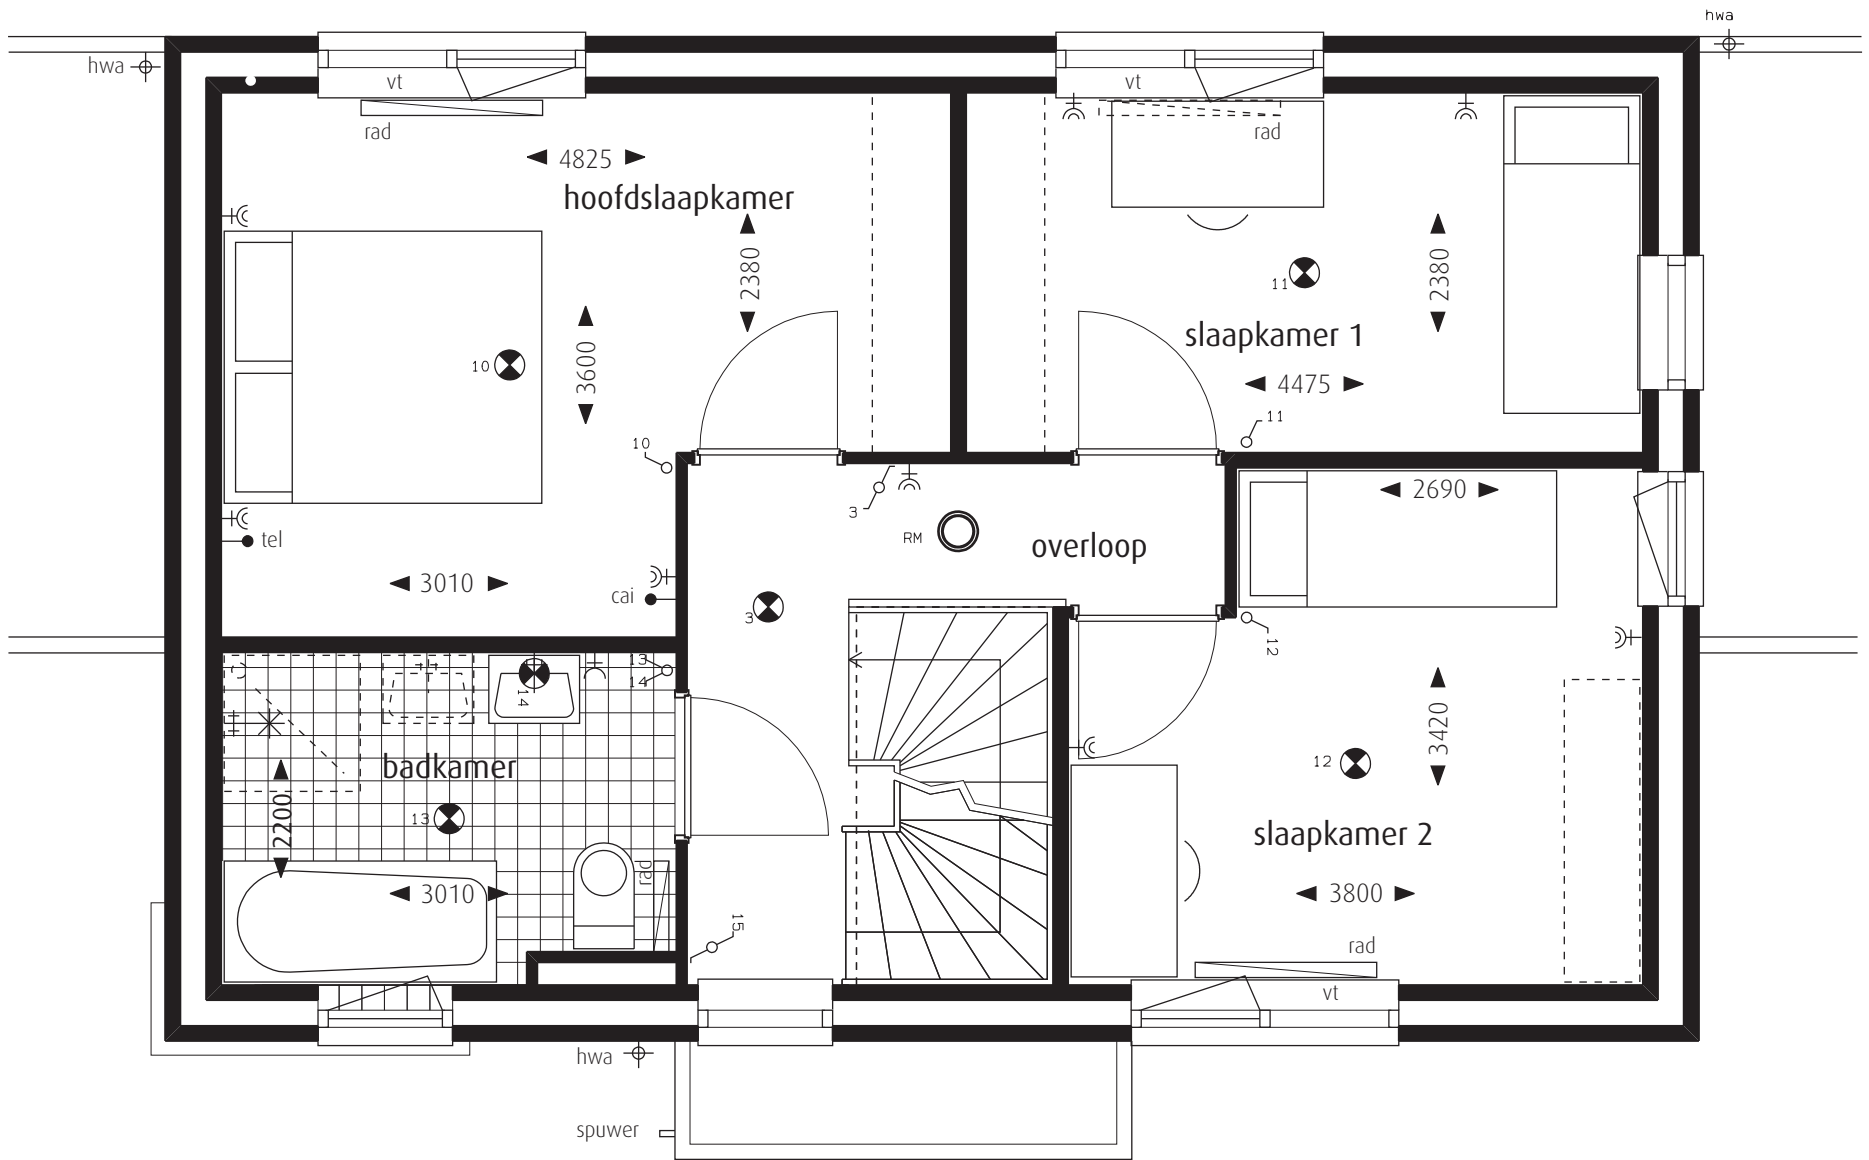 hwa
hwa
vt
vt
rad
rad
4825
hoofdslaapkamer
2380
2380
11
slaapkamer 1
3600
10
4475
11
10
3
2690
RM
overloop
tel
3010
cai
3
12
13
14
14
badkamer
3420
12
2200
13
slaapkamer 2
rad
3010
3800
15
rad
vt
hwa
spuwer